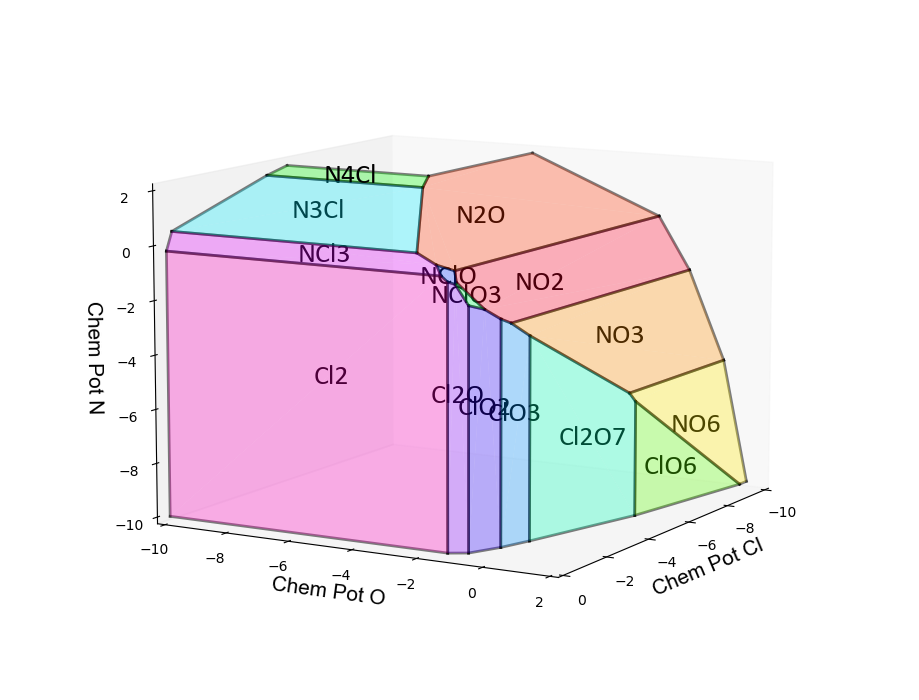 N4Cl
N3Cl
N2O
NCl3
NClO
NClO3
NO2
NO3
Cl2
Cl2O
ClO2
ClO3
Cl2O7
ClO6
NO6
Chem Pot N
2
0
−2
−4
−6
−8
−10
Chem Pot O
−10
−8
−6
−4
−2
0
2
Chem Pot Cl
0
−2
−4
−6
−8
−10